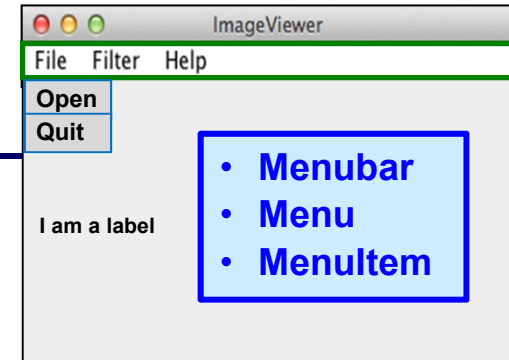 ImageViewer
File Filter Help
Open
Quit
I am a label
• Menubar
• Menu
• MenuItem